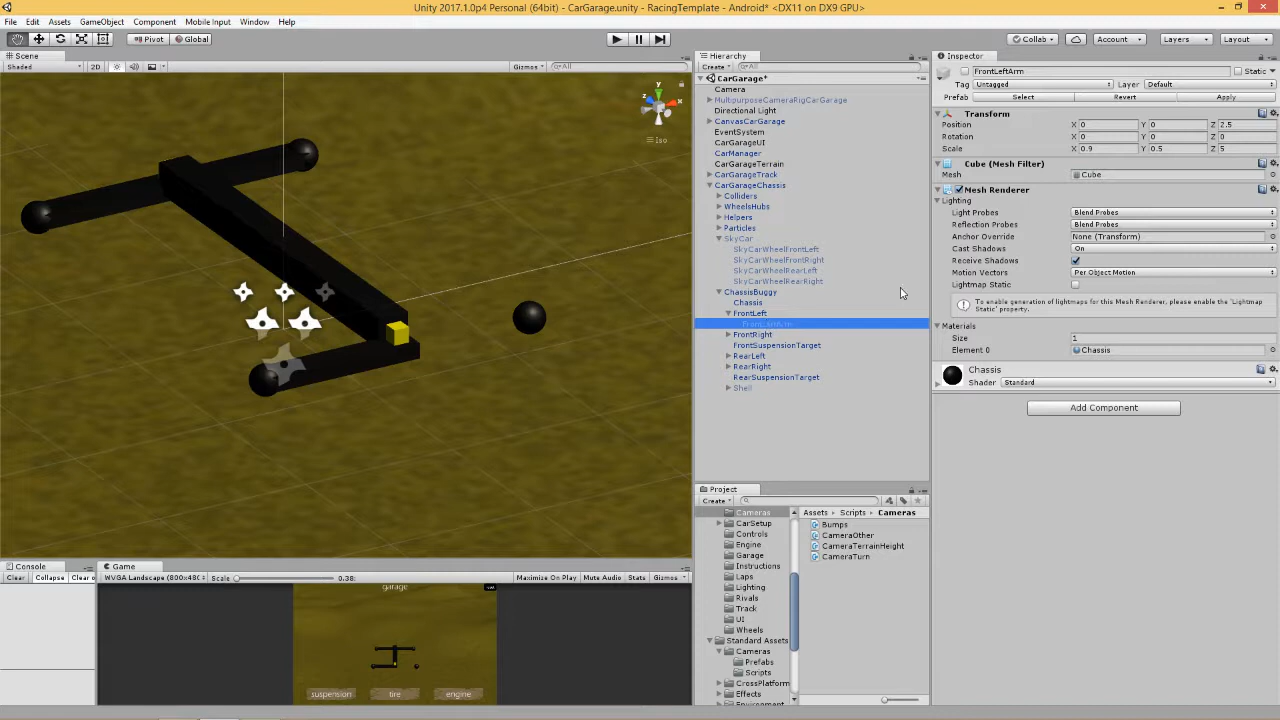 Unity 2017.1.0p4 Personal (64bit) - CarGarage.unity - RacingTemplate - Android* <DX11 on DX9 GPU>
File Edit Assets GameObject Component Mobile Input Window Help
Pivot Global Collab Account Layers Layout
Scene
Shaded 2D Gizmos All
y
x
z
Iso
Hierarchy
Create All
CarGarage*
Camera
MultipurposeCameraRigCarGarage
Directional Light
CanvasCarGarage
EventSystem
CarGarageUI
CarManager
CarGarageTerrain
CarGarageTrack
CarGarageChassis
Colliders
WheelsHubs
Helpers
Particles
SkyCar
SkyCarWheelFrontLeft
SkyCarWheelFrontRight
SkyCarWheelRearLeft
SkyCarWheelRearRight
ChassisBuggy
Chassis
FrontLeft
FrontLeftArm
FrontRight
FrontSuspensionTarget
RearLeft
RearRight
RearSuspensionTarget
Shell
Inspector
FrontLeftArm Static
Tag Untagged Layer Default
Prefab Select Revert Apply
Transform
Position X 0 Y 0 Z 2.5
Rotation X 0 Y 0 Z 0
Scale X 0.9 Y 0.5 Z 5
Cube (Mesh Filter)
Mesh Cube
Mesh Renderer
Lighting
Light Probes Blend Probes
Reflection Probes Blend Probes
Anchor Override None (Transform)
Cast Shadows On
Receive Shadows
Motion Vectors Per Object Motion
Lightmap Static
To enable generation of lightmaps for this Mesh Renderer, please enable the 'Lightmap Static' property.
Materials
Size 1
Element 0 Chassis
Chassis
Shader Standard
Add Component
Project
Create
Cameras
CarSetup
Controls
Engine
Garage
Instructions
Laps
Lighting
Rivals
Track
UI
Wheels
Standard Assets
Cameras
Prefabs
Scripts
CrossPlatform
Effects
Environment
Assets Scripts Cameras
Bumps
CameraOther
CameraTerrainHeight
CameraTurn
Console
Clear Collapse Clear o
Game
WVGA Landscape (800x480 Scale 0.38: Maximize On Play Mute Audio Stats Gizmos
garage
suspension tire engine